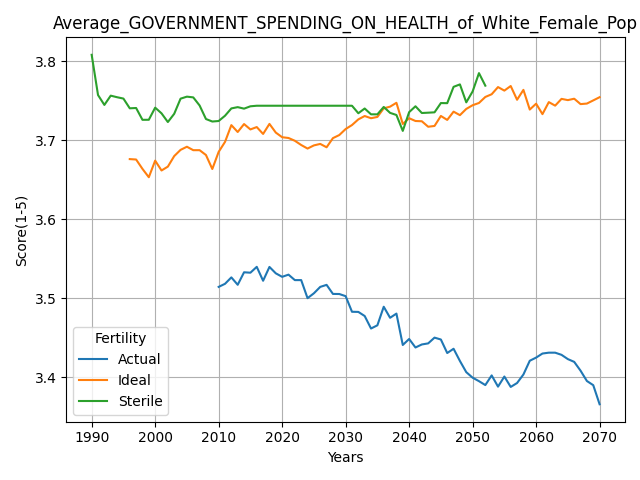 Average_GOVERNMENT_SPENDING_ON_HEALTH_of_White_Female_Pop
3.8
3.7
3.6
3.5
3.4
Score(1-5)
Fertility
Actual
Ideal
Sterile
1990 2000 2010 2020 2030 2040 2050 2060 2070
Years